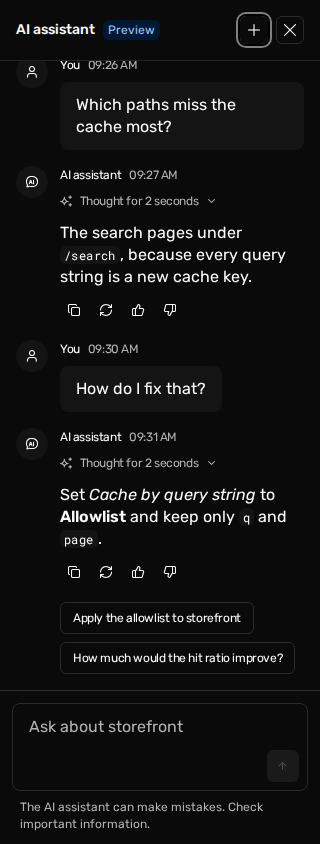 AI assistant Preview
You 09:26 AM
Which paths miss the
cache most?
AI assistant 09:27 AM
Thought for 2 seconds
The search pages under
/search, because every query
string is a new cache key.
You 09:30 AM
How do I fix that?
AI assistant 09:31 AM
Thought for 2 seconds
Set Cache by query string to
Allowlist and keep only q and
page.
Apply the allowlist to storefront
How much would the hit ratio improve?
Ask about storefront
The AI assistant can make mistakes. Check
important information.